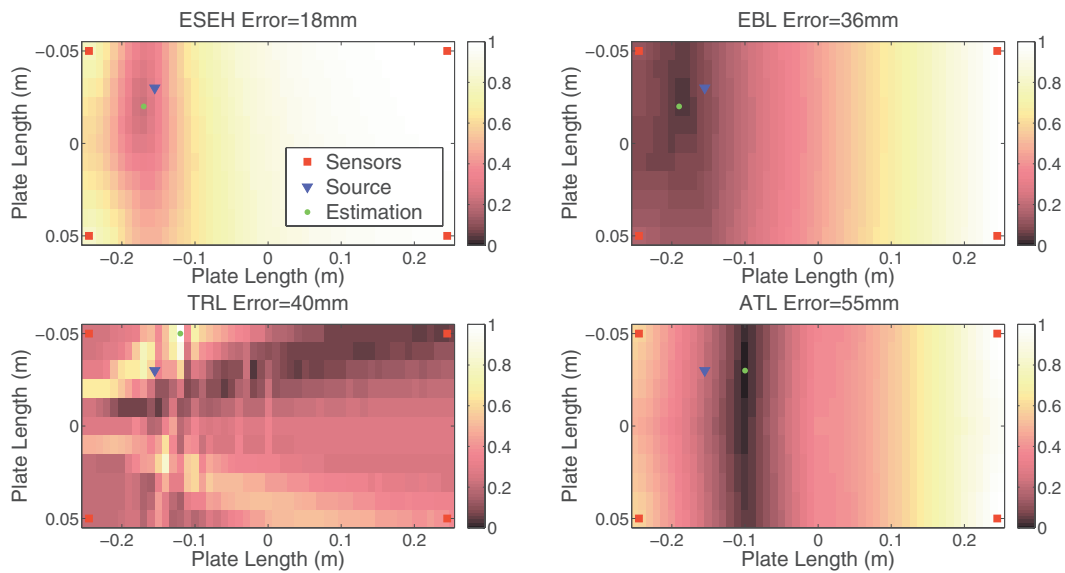 ESEH Error=18mm
Plate Length (m)
−0.05
0
0.05
−0.2 −0.1 0 0.1 0.2
Plate Length (m)
1
0.8
0.6
0.4
0.2
0
Sensors
Source
Estimation
EBL Error=36mm
Plate Length (m)
−0.05
0
0.05
−0.2 −0.1 0 0.1 0.2
Plate Length (m)
1
0.8
0.6
0.4
0.2
0
TRL Error=40mm
Plate Length (m)
−0.05
0
0.05
−0.2 −0.1 0 0.1 0.2
Plate Length (m)
1
0.8
0.6
0.4
0.2
0
ATL Error=55mm
Plate Length (m)
−0.05
0
0.05
−0.2 −0.1 0 0.1 0.2
Plate Length (m)
1
0.8
0.6
0.4
0.2
0